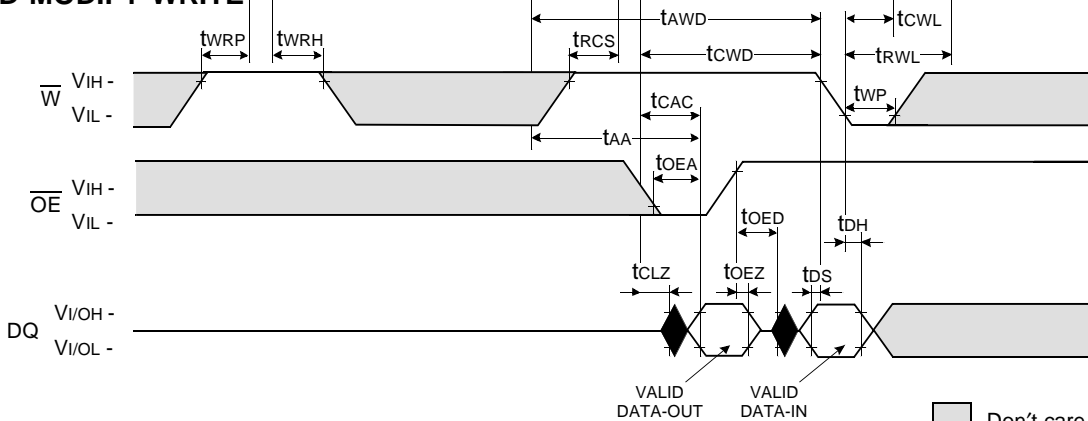 D-MODIFY-WRITE
tAWD
tCWL
tWRP
tWRH
tRCS
tCWD
tRWL
W
VIH -
VIL -
tCAC
tWP
tAA
tOEA
OE
VIH -
VIL -
tOED
tDH
tCLZ
tOEZ
tDS
DQ
VI/OH -
VI/OL -
VALID
DATA-OUT
VALID
DATA-IN
Don't care